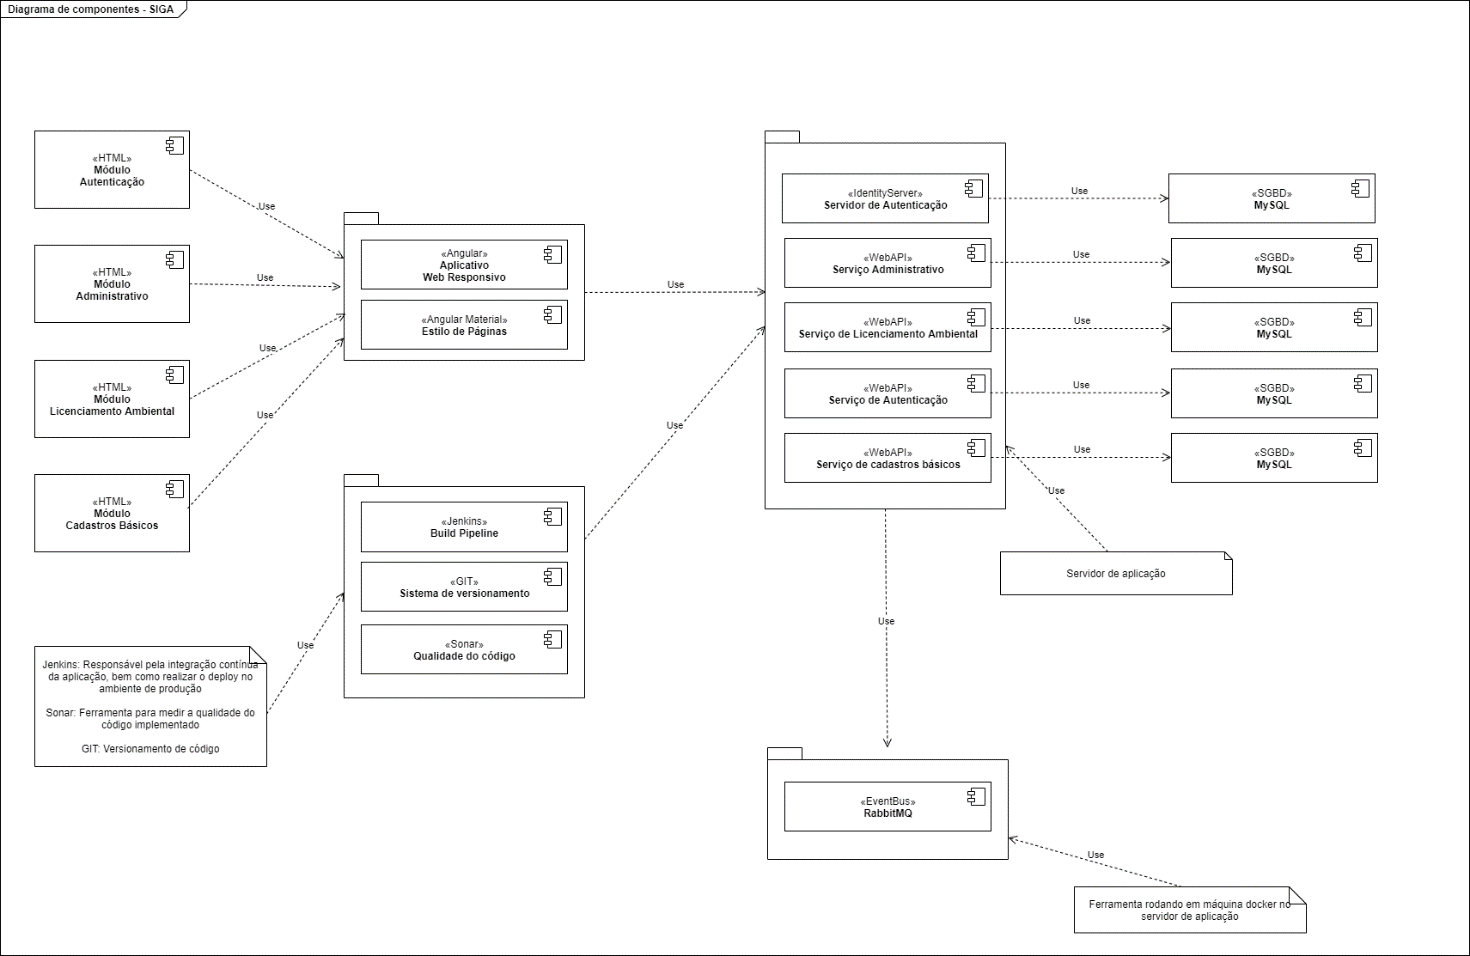 Diagrama de componentes - SIGA
«HTML»
Módulo
Autenticação
Use
«HTML»
Módulo
Administrativo
Use
«HTML»
Módulo
Licenciamento Ambiental
Use
«HTML»
Módulo
Cadastros Básicos
Use
«Angular»
Aplicativo
Web Responsivo
«Angular Material»
Estilo de Páginas
Use
«Jenkins»
Build Pipeline
«GIT»
Sistema de versionamento
«Sonar»
Qualidade do código
Use
Jenkins: Responsável pela integração contínua
da aplicação, bem como realizar o deploy no
ambiente de produção
Sonar: Ferramenta para medir a qualidade do
código implementado
GIT: Versionamento de código
Use
«IdentityServer»
Servidor de Autenticação
Use
«SGBD»
MySQL
«WebAPI»
Serviço Administrativo
Use
«SGBD»
MySQL
«WebAPI»
Serviço de Licenciamento Ambiental
Use
«SGBD»
MySQL
«WebAPI»
Serviço de Autenticação
Use
«SGBD»
MySQL
«WebAPI»
Serviço de cadastros básicos
Use
«SGBD»
MySQL
Use
Servidor de aplicação
Use
«EventBus»
RabbitMQ
Use
Ferramenta rodando em máquina docker no
servidor de aplicação